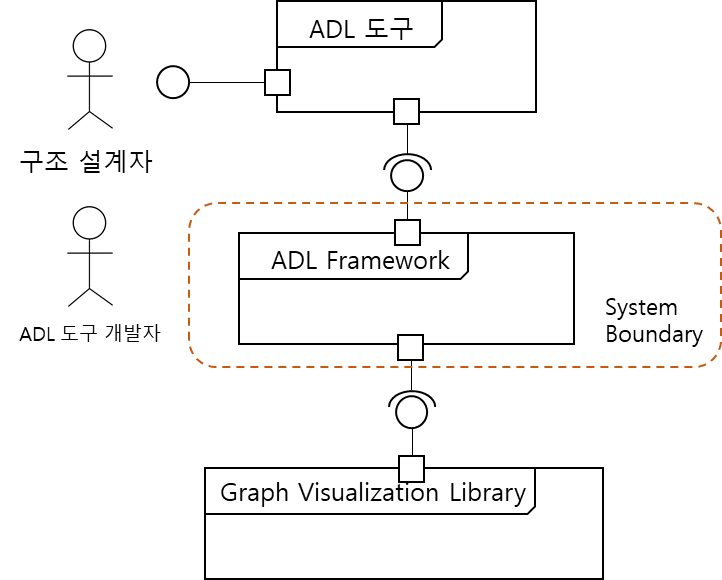 ADL 도구
구조 설계자
ADL Framework
ADL 도구 개발자
System
Boundary
Graph Visualization Library